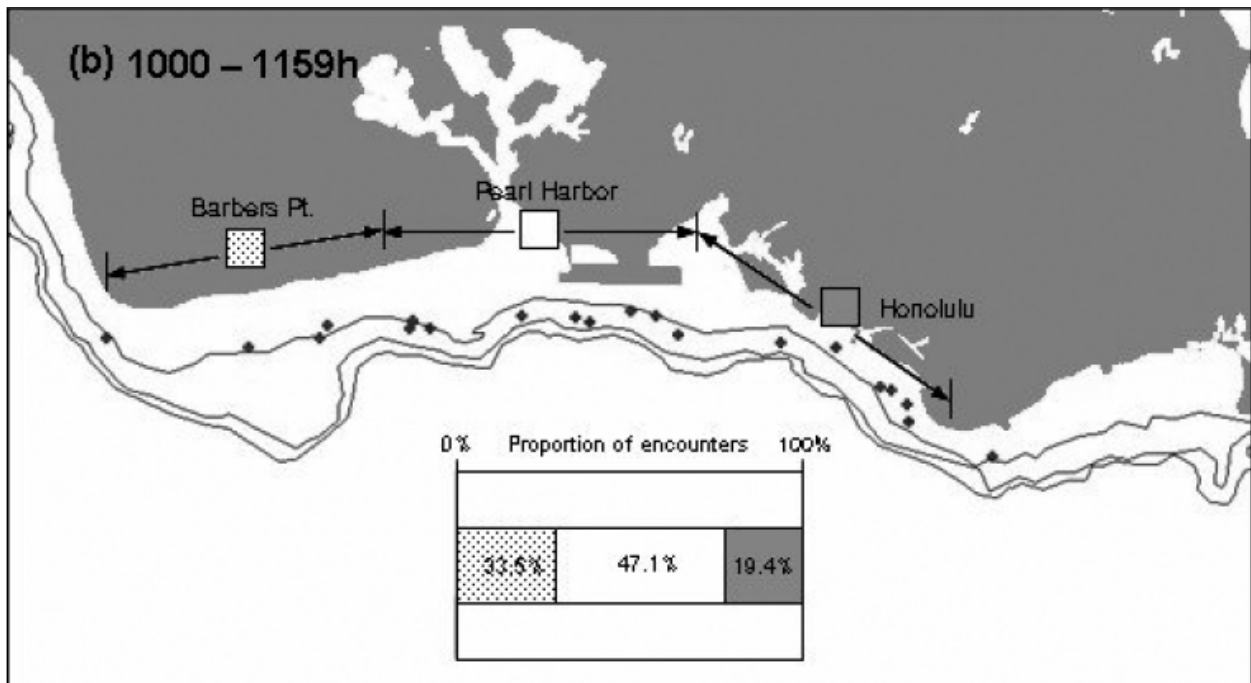 (b) 1000 – 1159h
Pearl Harbor
Barbers Pt.
Honolulu
0% Proportion of encounters 100%
33.5% 47.1% 19.4%